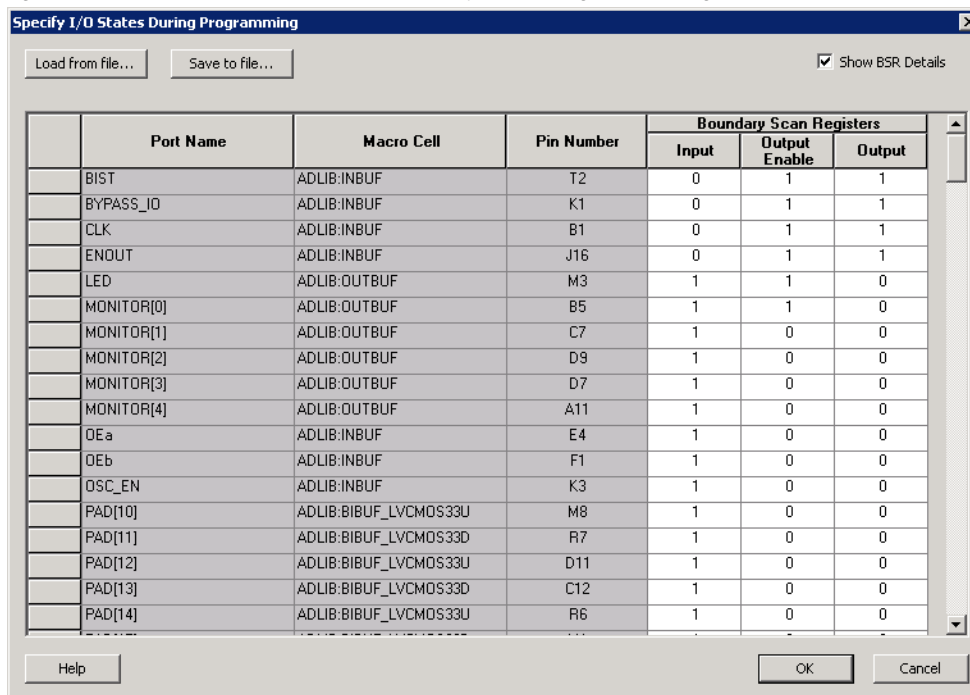 Specify I/O States During Programming
Load from file... Save to file... Show BSR Details
Boundary Scan Registers
Port Name Macro Cell Pin Number Input Output Enable Output
BIST ADLIB:INBUF T2 0 1 1
BYPASS_IO ADLIB:INBUF K1 0 1 1
CLK ADLIB:INBUF B1 0 1 1
ENOUT ADLIB:INBUF J16 0 1 1
LED ADLIB:OUTBUF M3 1 1 0
MONITOR[0] ADLIB:OUTBUF B5 1 1 0
MONITOR[1] ADLIB:OUTBUF C7 1 0 0
MONITOR[2] ADLIB:OUTBUF D9 1 0 0
MONITOR[3] ADLIB:OUTBUF D7 1 0 0
MONITOR[4] ADLIB:OUTBUF A11 1 0 0
OEa ADLIB:INBUF E4 1 0 0
OEb ADLIB:INBUF F1 1 0 0
OSC_EN ADLIB:INBUF K3 1 0 0
PAD[10] ADLIB:BIBUF_LVCMOS33U M8 1 0 0
PAD[11] ADLIB:BIBUF_LVCMOS33D R7 1 0 0
PAD[12] ADLIB:BIBUF_LVCMOS33U D11 1 0 0
PAD[13] ADLIB:BIBUF_LVCMOS33D C12 1 0 0
PAD[14] ADLIB:BIBUF_LVCMOS33U R6 1 0 0
Help OK Cancel